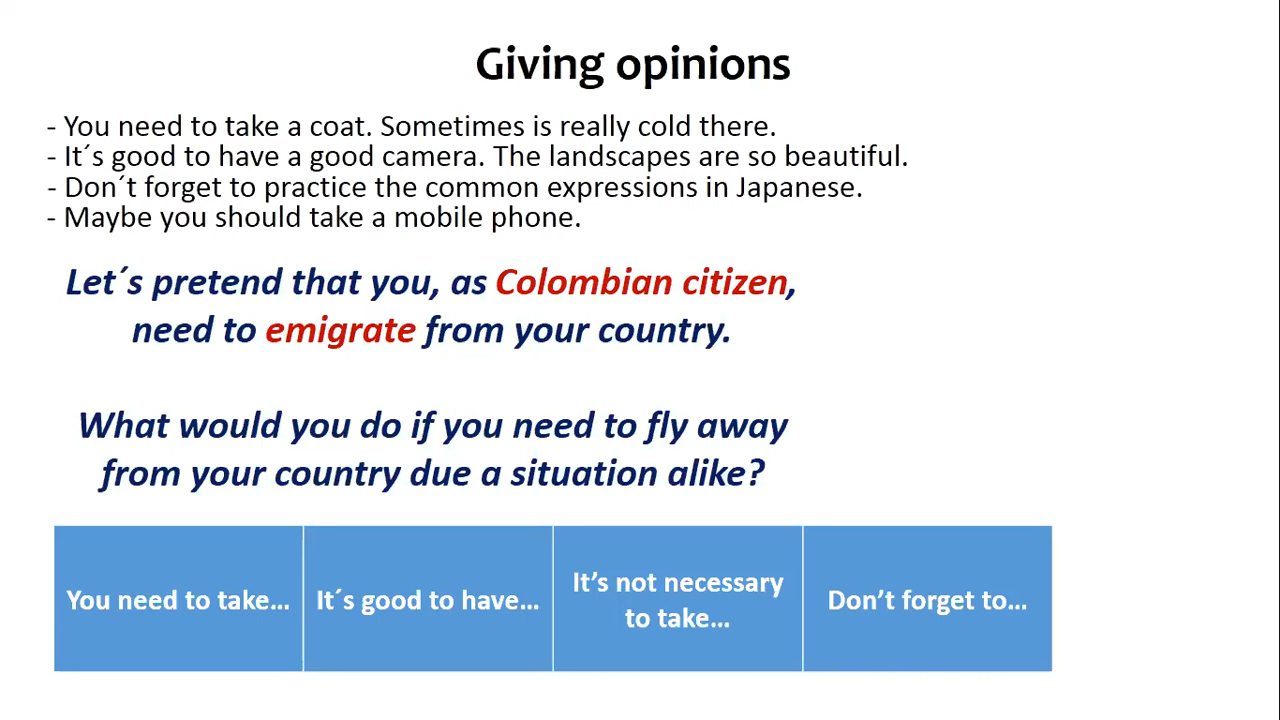 Giving opinions
- You need to take a coat. Sometimes is really cold there.
- It´s good to have a good camera. The landscapes are so beautiful.
- Don´t forget to practice the common expressions in Japanese.
- Maybe you should take a mobile phone.
Let´s pretend that you, as Colombian citizen,
need to emigrate from your country.
What would you do if you need to fly away
from your country due a situation alike?
You need to take...
It´s good to have...
It’s not necessary
to take...
Don’t forget to...